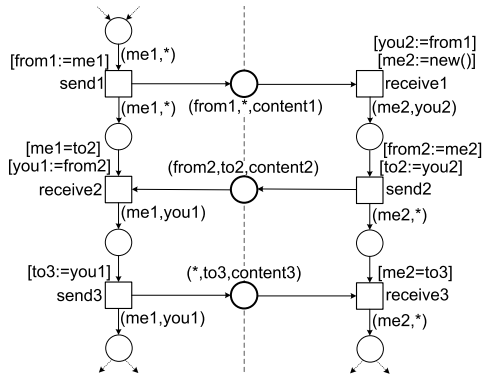 (me1,*)
[you2:=from1]
[from1:=me1]
[me2:=new()]
send1
receive1
(me1,*)
(from1,*,content1)
(me2,you2)
[me1=to2]
[from2:=me2]
[you1:=from2]
(from2,to2,content2)
[to2:=you2]
receive2
send2
(me1,you1)
(me2,*)
[to3:=you1]
(*,to3,content3)
[me2=to3]
send3
receive3
(me1,you1)
(me2,*)